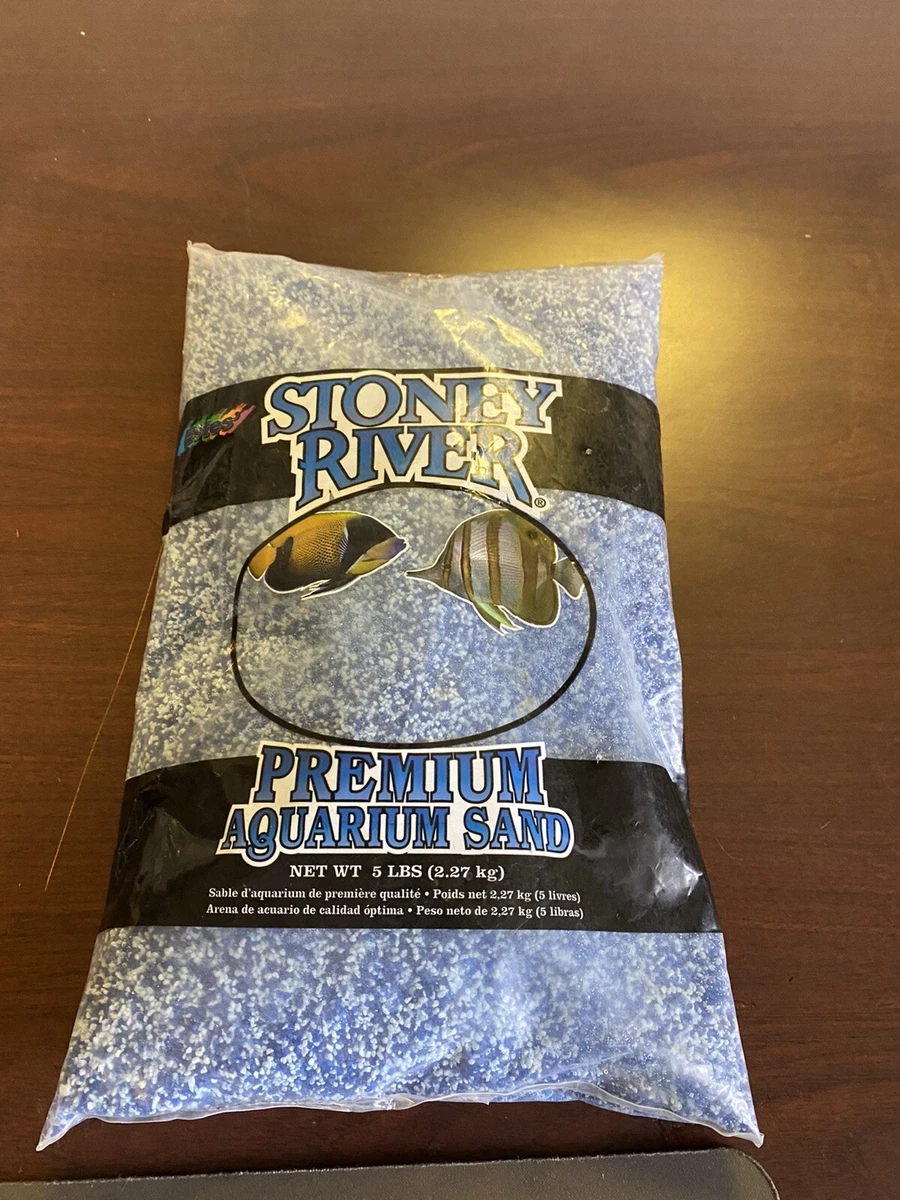 Estes
STONEY
RIVER®
PREMIUM
AQUARIUM SAND
NET WT 5 LBS (2.27 kg)
Sable d'aquarium de première qualité • Poids net 2,27 kg (5 livres)
Arena de acuario de calidad óptima • Peso neto de 2,27 kg (5 libras)